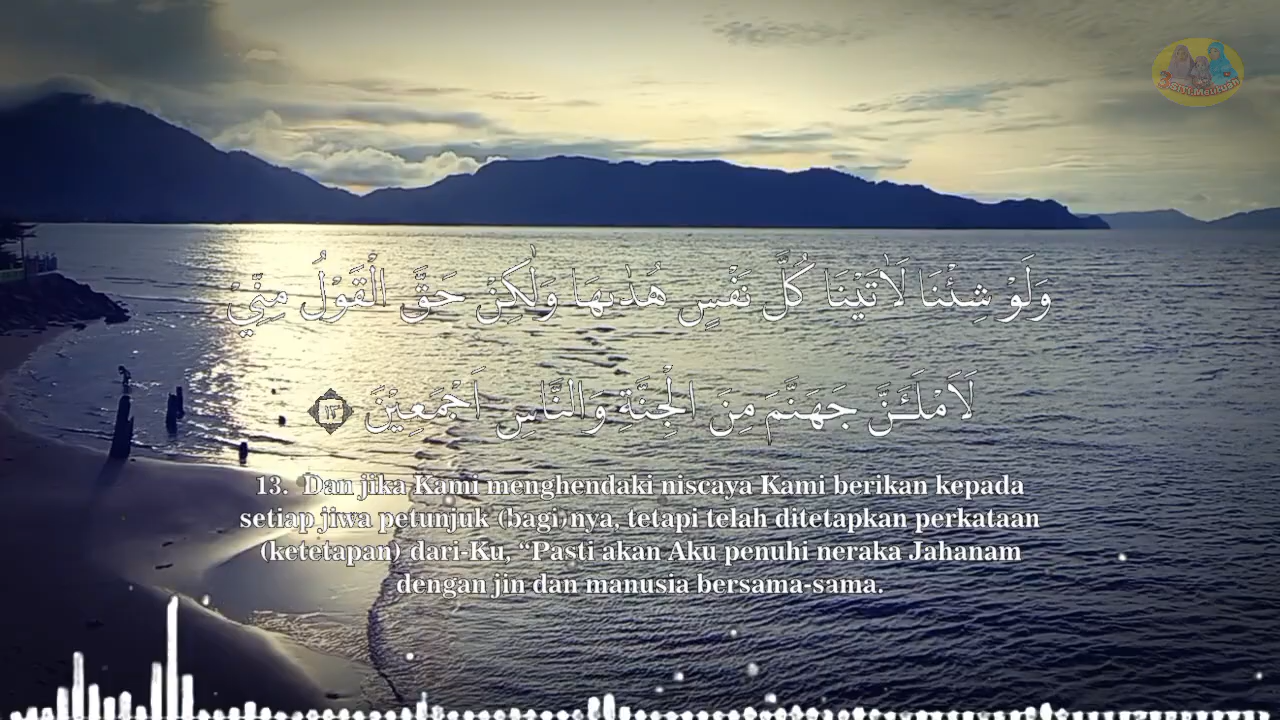 وَلَوْ شِئْنَا لَاٰتَيْنَا كُلَّ نَفْسٍ هُدٰىهَا وَلٰكِنْ حَقَّ الْقَوْلُ مِنِّيْ
لَاَمْلَـَٔنَّ جَهَنَّمَ مِنَ الْجِنَّةِ وَالنَّاسِ اَجْمَعِيْنَ ١٣
13. Dan jika Kami menghendaki niscaya Kami berikan kepada
setiap jiwa petunjuk (bagi)nya, tetapi telah ditetapkan perkataan
(ketetapan) dari-Ku, “Pasti akan Aku penuhi neraka Jahanam
dengan jin dan manusia bersama-sama.